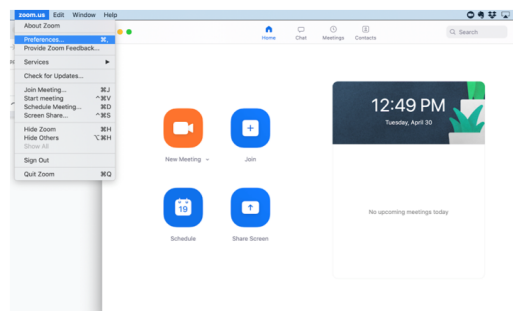 zoom.us Edit Window Help
About Zoom
Preferences... ⌘,
Provide Zoom Feedback...
Services ▶
Check for Updates...
Join Meeting... ⌘J
Start meeting ^⌘V
Schedule Meeting... ⌘D
Screen Share... ^⌘S
Hide Zoom ⌘H
Hide Others ⌥⌘H
Show All
Sign Out
Quit Zoom ⌘Q
Home Chat Meetings Contacts
Search
12:49 PM
Tuesday, April 30
New Meeting
Join
19
Schedule
Share Screen
No upcoming meetings today